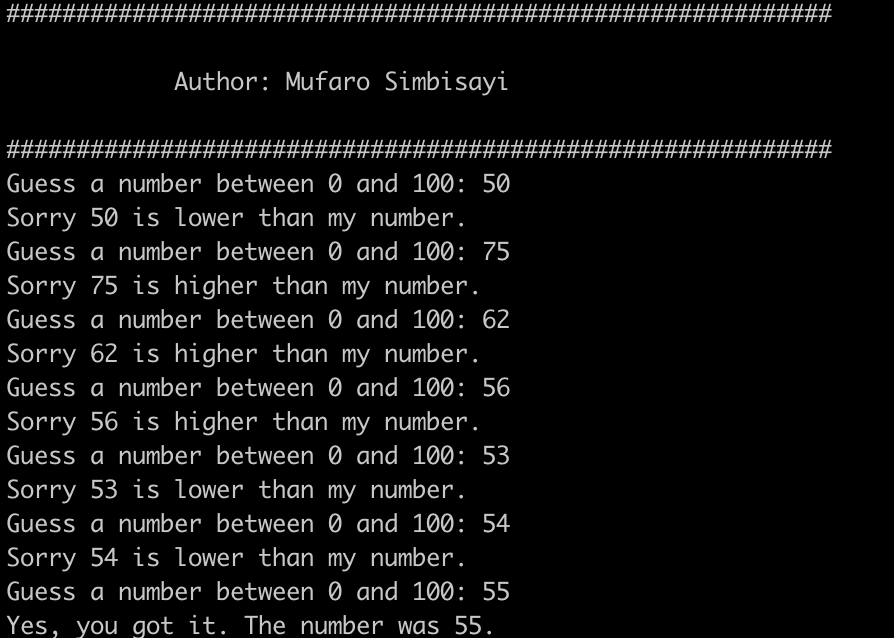 ###########################################################
Author: Mufaro Simbisayi
###########################################################
Guess a number between 0 and 100: 50
Sorry 50 is lower than my number.
Guess a number between 0 and 100: 75
Sorry 75 is higher than my number.
Guess a number between 0 and 100: 62
Sorry 62 is higher than my number.
Guess a number between 0 and 100: 56
Sorry 56 is higher than my number.
Guess a number between 0 and 100: 53
Sorry 53 is lower than my number.
Guess a number between 0 and 100: 54
Sorry 54 is lower than my number.
Guess a number between 0 and 100: 55
Yes, you got it. The number was 55.